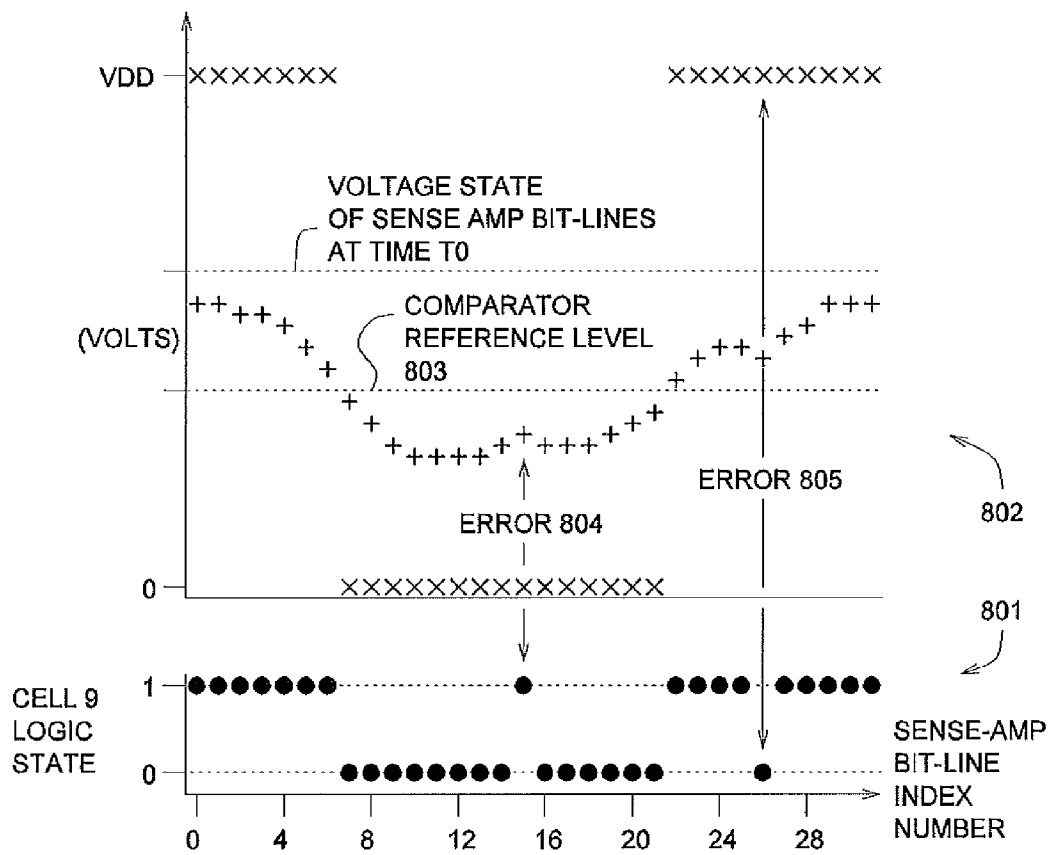 VDD
VOLTAGE STATE
OF SENSE AMP BIT-LINES
AT TIME T0
(VOLTS)
COMPARATOR
REFERENCE LEVEL
803
ERROR 805
ERROR 804
802
0
801
CELL 9
LOGIC
STATE
1
0
SENSE-AMP
BIT-LINE
INDEX
NUMBER
0 4 8 12 16 20 24 28